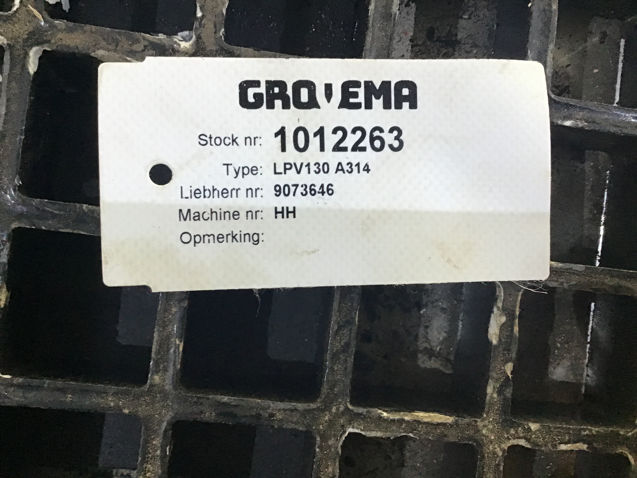 GROVEMA
Stock nr: 1012263
Type: LPV130 A314
Liebherr nr: 9073646
Machine nr: HH
Opmerking: